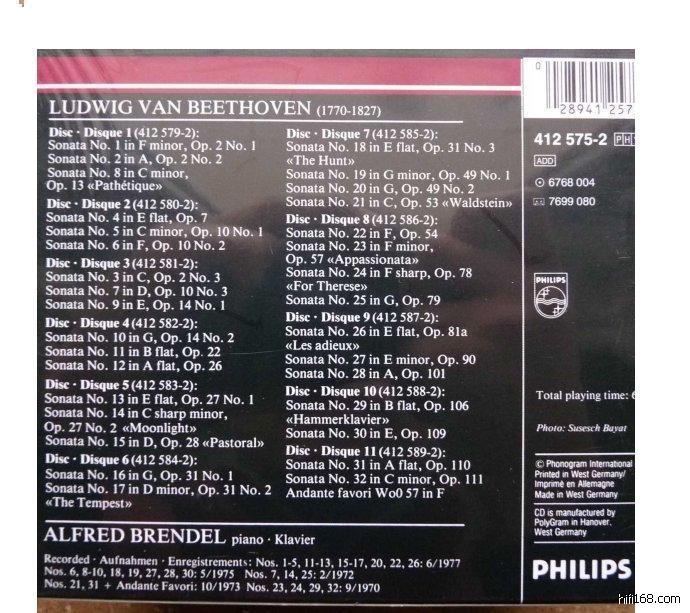 LUDWIG VAN BEETHOVEN (1770-1827)
Disc · Disque 1 (412 579-2):
Sonata No. 1 in F minor, Op. 2 No. 1
Sonata No. 2 in A, Op. 2 No. 2
Sonata No. 8 in C minor,
Op. 13 «Pathétique»
Disc · Disque 2 (412 580-2):
Sonata No. 4 in E flat, Op. 7
Sonata No. 5 in C minor, Op. 10 No. 1
Sonata No. 6 in F, Op. 10 No. 2
Disc · Disque 3 (412 581-2):
Sonata No. 3 in C, Op. 2 No. 3
Sonata No. 7 in D, Op. 10 No. 3
Sonata No. 9 in E, Op. 14 No. 1
Disc · Disque 4 (412 582-2):
Sonata No. 10 in G, Op. 14 No. 2
Sonata No. 11 in B flat, Op. 22
Sonata No. 12 in A flat, Op. 26
Disc · Disque 5 (412 583-2):
Sonata No. 13 in E flat, Op. 27 No. 1
Sonata No. 14 in C sharp minor,
Op. 27 No. 2 «Moonlight»
Sonata No. 15 in D, Op. 28 «Pastoral»
Disc · Disque 6 (412 584-2):
Sonata No. 16 in G, Op. 31 No. 1
Sonata No. 17 in D minor, Op. 31 No. 2
«The Tempest»
Disc · Disque 7 (412 585-2):
Sonata No. 18 in E flat, Op. 31 No. 3
«The Hunt»
Sonata No. 19 in G minor, Op. 49 No. 1
Sonata No. 20 in G, Op. 49 No. 2
Sonata No. 21 in C, Op. 53 «Waldstein»
Disc · Disque 8 (412 586-2):
Sonata No. 22 in F, Op. 54
Sonata No. 23 in F minor,
Op. 57 «Appassionata»
Sonata No. 24 in F sharp, Op. 78
«For Therese»
Sonata No. 25 in G, Op. 79
Disc · Disque 9 (412 587-2):
Sonata No. 26 in E flat, Op. 81a
«Les adieux»
Sonata No. 27 in E minor, Op. 90
Sonata No. 28 in A, Op. 101
Disc · Disque 10 (412 588-2):
Sonata No. 29 in B flat, Op. 106
«Hammerklavier»
Sonata No. 30 in E, Op. 109
Disc · Disque 11 (412 589-2):
Sonata No. 31 in A flat, Op. 110
Sonata No. 32 in C minor, Op. 111
Andante favori Wo0 57 in F
ALFRED BRENDEL piano · Klavier
Recorded · Aufnahmen · Enregistrements: Nos. 1-5, 11-13, 15-17, 20, 22, 26: 6/1977
Nos. 6, 8-10, 18, 19, 27, 28, 30: 5/1975 Nos. 7, 14, 25: 2/1972
Nos. 21, 31 + Andante Favori: 10/1973 Nos. 23, 24, 29, 32: 9/1970
0
28941 257
412 575-2 PH
ADD
6768 004
7699 080
PHILIPS
Total playing time: 
Photo: Susesch Bayat
© Phonogram International
Printed in West Germany/
Imprimé en Allemagne
Made in West Germany
CD is manufactured by
PolyGram in Hanover,
West Germany
PHILIPS
hifi168.com